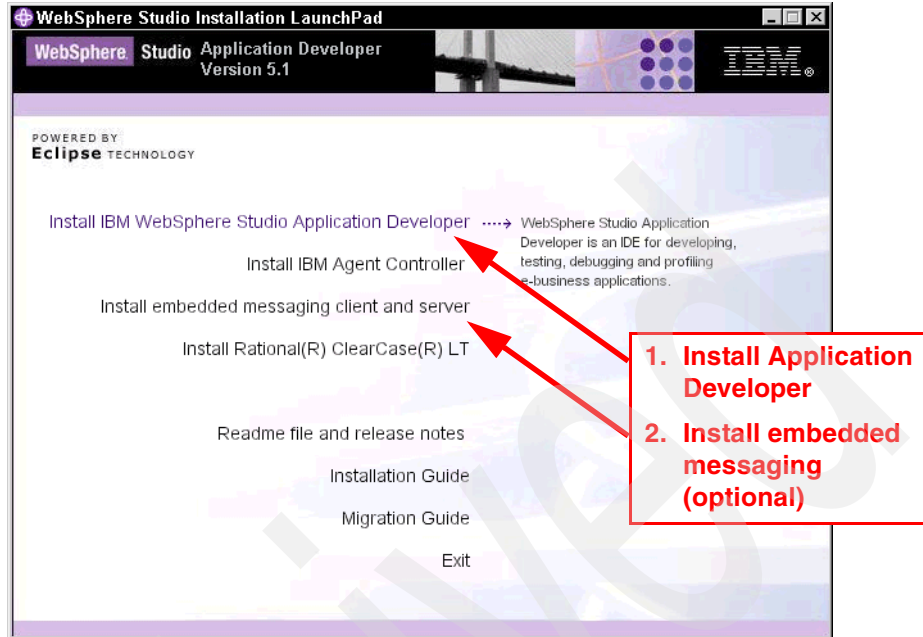 WebSphere Studio Installation LaunchPad
WebSphere. Studio Application Developer
Version 5.1
IBM®
POWERED BY
Eclipse TECHNOLOGY
Install IBM WebSphere Studio Application Developer
WebSphere Studio Application
Developer is an IDE for developing,
testing, debugging and profiling
e-business applications.
Install IBM Agent Controller
Install embedded messaging client and server
Install Rational(R) ClearCase(R) LT
Readme file and release notes
Installation Guide
Migration Guide
Exit
1. Install Application
Developer
2. Install embedded
messaging
(optional)